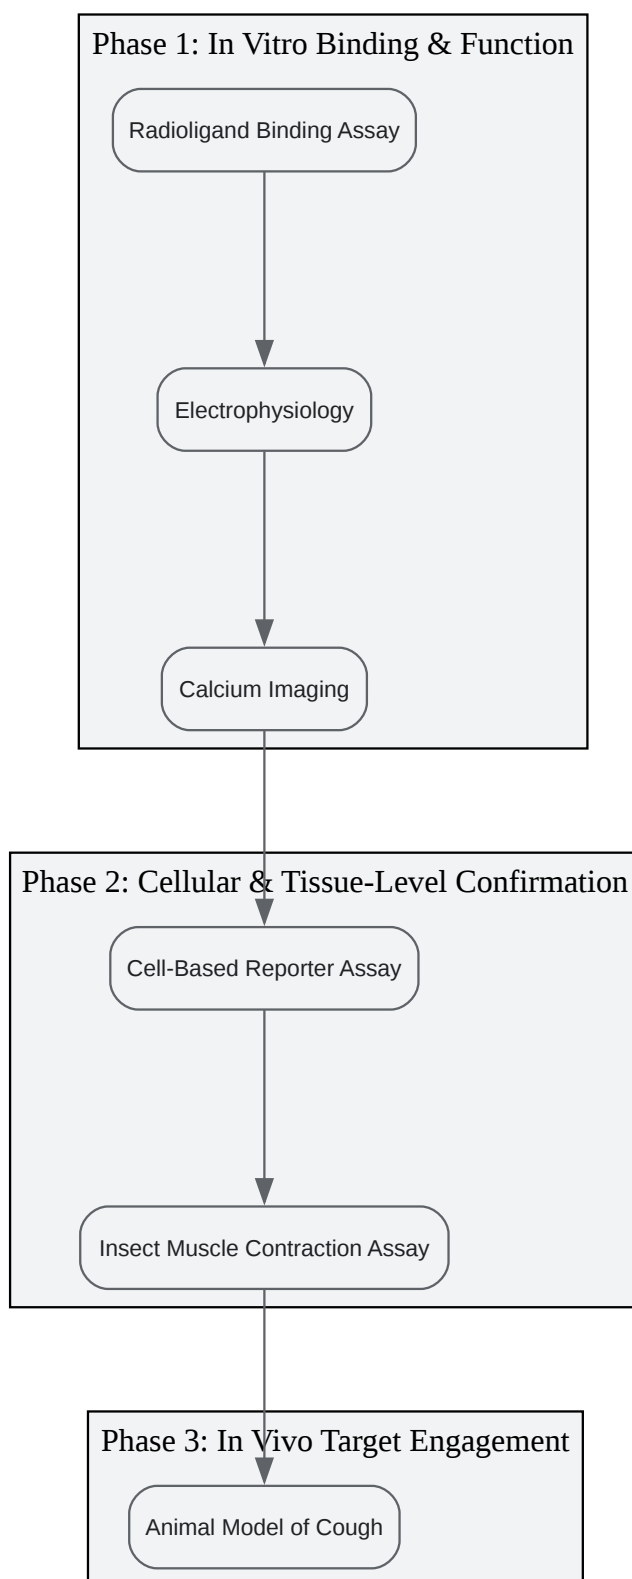 Phase 1: In Vitro Binding & Function
Radioligand Binding Assay
Electrophysiology
Calcium Imaging
Phase 2: Cellular & Tissue-Level Confirmation
Cell-Based Reporter Assay
Insect Muscle Contraction Assay
Phase 3: In Vivo Target Engagement
Animal Model of Cough